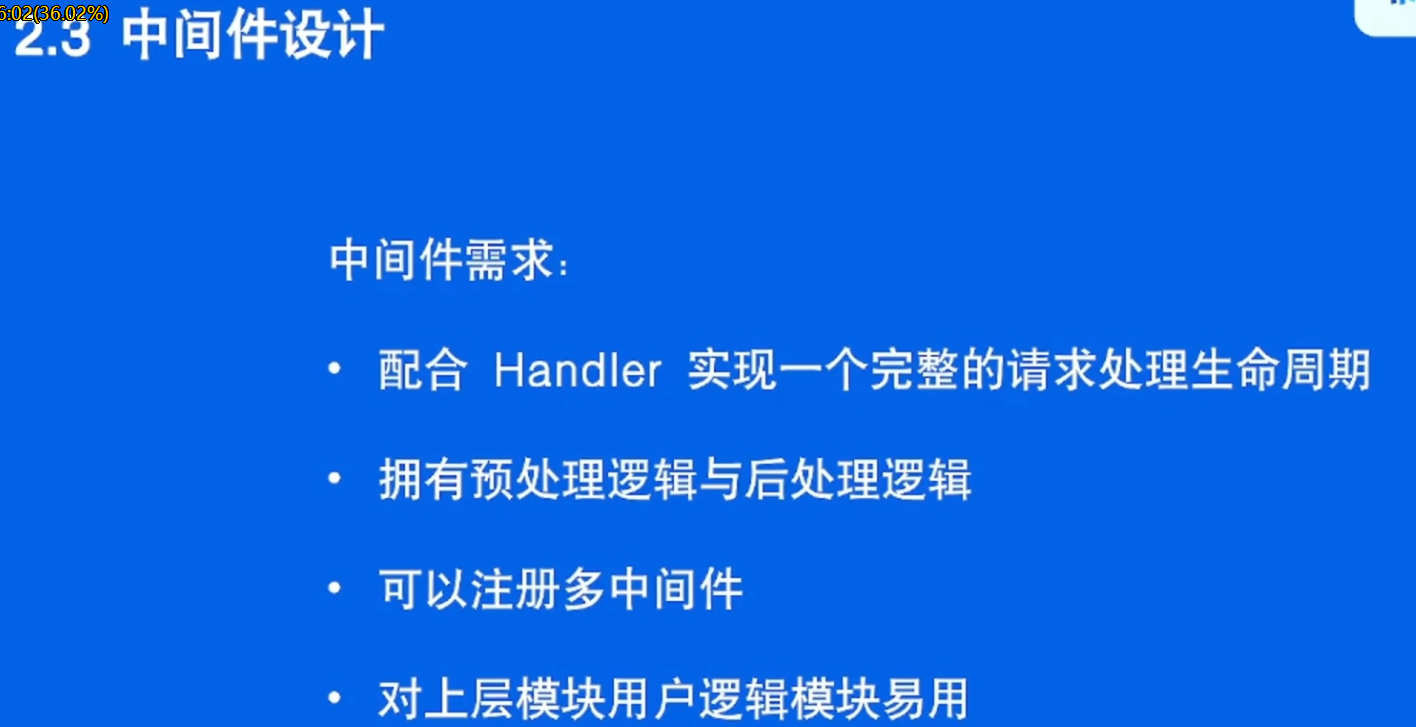 6:02(36.02%)
2.3 中间件设计
中间件需求：
• 配合 Handler 实现一个完整的请求处理生命周期
• 拥有预处理逻辑与后处理逻辑
• 可以注册多中间件
• 对上层模块用户逻辑模块易用